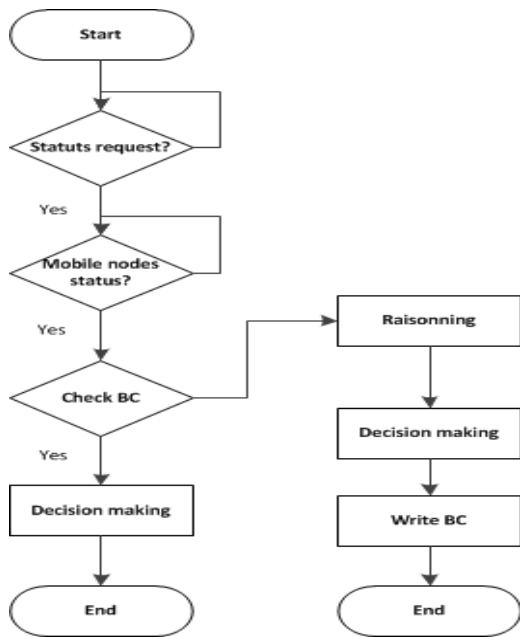 Start
Statuts request?
Yes
Mobile nodes
status?
Yes
Check BC
Yes
Decision making
End
Raisonning
Decision making
Write BC
End